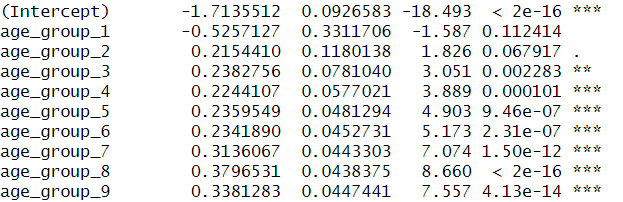 (Intercept) -1.7135512 0.0926583 -18.493 < 2e-16 ***
age_group_1 -0.5257127 0.3311706 -1.587 0.112414
age_group_2 0.2154410 0.1180138 1.826 0.067917 .
age_group_3 0.2382756 0.0781040 3.051 0.002283 **
age_group_4 0.2244107 0.0577021 3.889 0.000101 ***
age_group_5 0.2359549 0.0481294 4.903 9.46e-07 ***
age_group_6 0.2341890 0.0452731 5.173 2.31e-07 ***
age_group_7 0.3136067 0.0443303 7.074 1.50e-12 ***
age_group_8 0.3796531 0.0438375 8.660 < 2e-16 ***
age_group_9 0.3381283 0.0447441 7.557 4.13e-14 ***